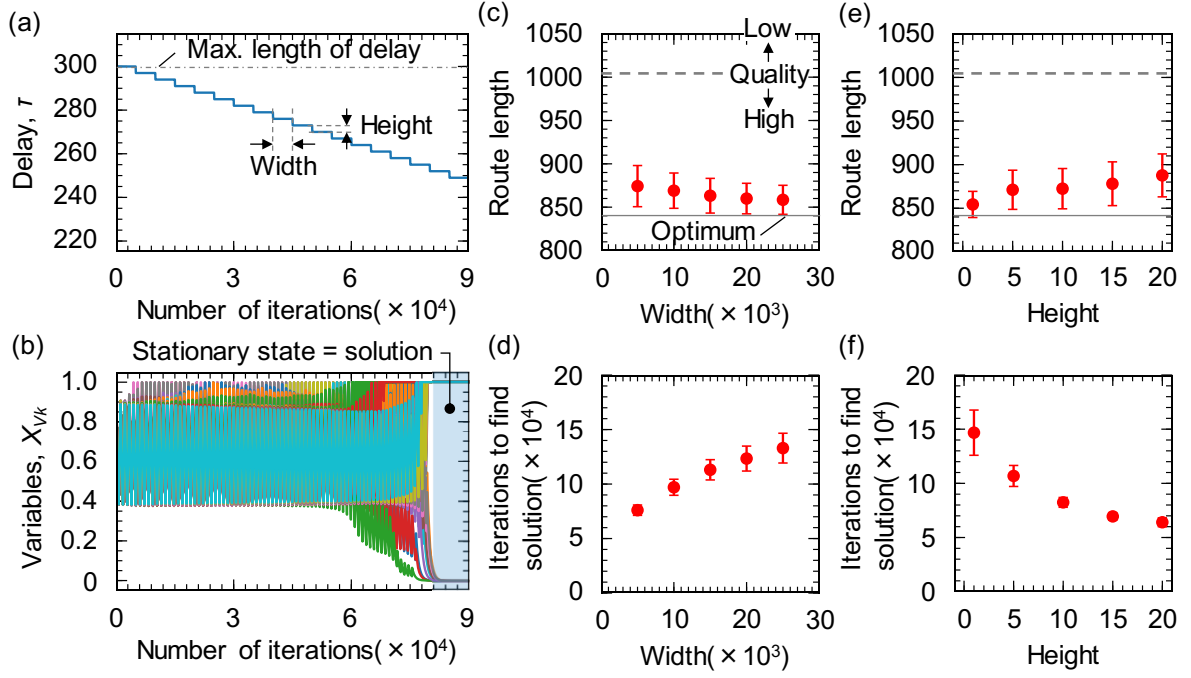 (a)
Max. length of delay
300
280
260
240
220
Delay, τ
Height
Width
0
3
6
9
Number of iterations( × 10⁴)
(b)
Stationary state = solution
1.0
0.8
0.6
0.4
0.2
0
Variables, X_Vk
0
3
6
9
Number of iterations( × 10⁴)
(c)
1050
1000
950
900
850
800
Route length
Low
Quality
High
Optimum
0
10
20
30
Width( × 10³)
(d)
20
15
10
5
0
Iterations to find
solution( × 10⁴)
0
10
20
30
Width( × 10³)
(e)
1050
1000
950
900
850
800
Route length
0
5
10
15
20
Height
(f)
20
15
10
5
0
Iterations to find
solution( × 10⁴)
0
5
10
15
20
Height